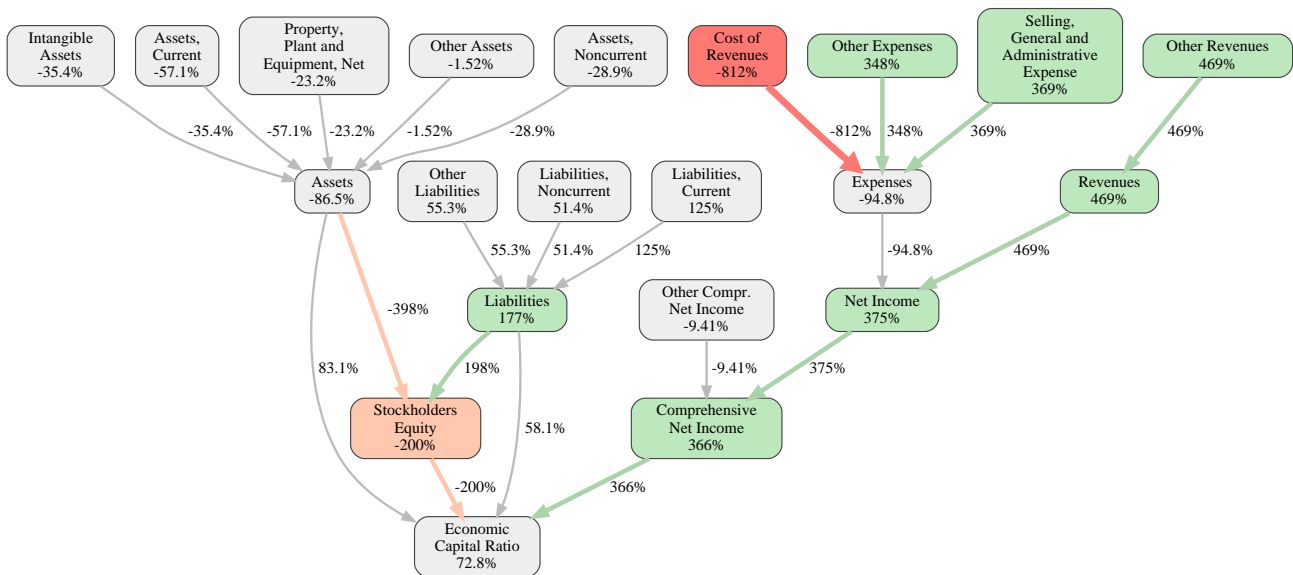 Intangible
Assets
-35.4%
Assets,
Current
-57.1%
Property,
Plant and
Equipment, Net
-23.2%
Other Assets
-1.52%
Assets,
Noncurrent
-28.9%
Cost of
Revenues
-812%
Other Expenses
348%
Selling,
General and
Administrative
Expense
369%
Other Revenues
469%
-35.4%
-57.1%
-23.2%
-1.52%
-28.9%
-812%
348%
369%
469%
Assets
-86.5%
Other
Liabilities
55.3%
Liabilities,
Noncurrent
51.4%
Liabilities,
Current
125%
Expenses
-94.8%
Revenues
469%
55.3%
51.4%
125%
-94.8%
469%
Liabilities
177%
Other Compr.
Net Income
-9.41%
Net Income
375%
-398%
83.1%
198%
-9.41%
375%
Stockholders
Equity
-200%
58.1%
Comprehensive
Net Income
366%
-200%
366%
Economic
Capital Ratio
72.8%